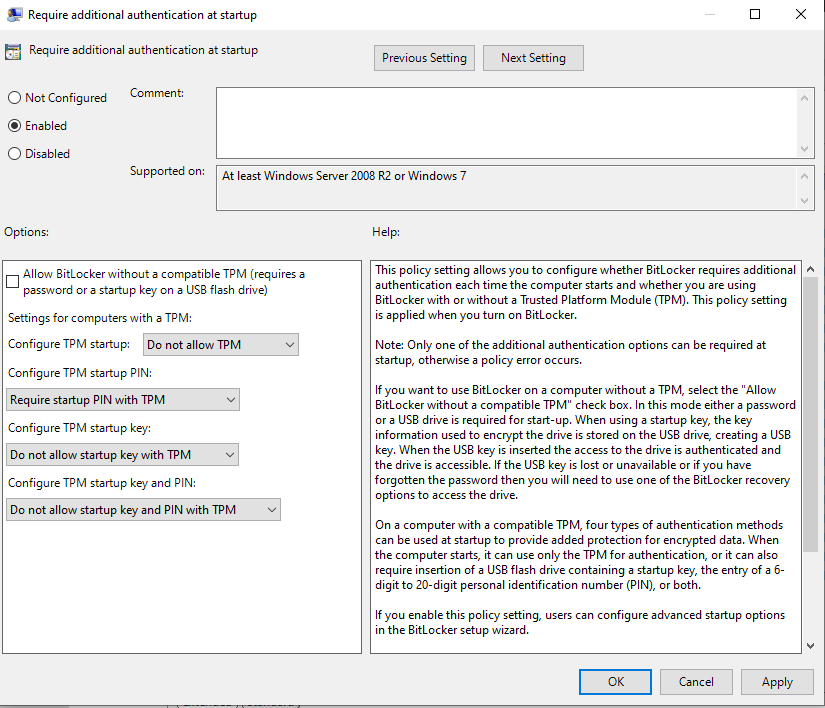 Require additional authentication at startup
Require additional authentication at startup
Previous Setting
Next Setting
Not Configured
Enabled
Disabled
Comment:
Supported on:
At least Windows Server 2008 R2 or Windows 7
Options:
Help:
Allow BitLocker without a compatible TPM (requires a
password or a startup key on a USB flash drive)
Settings for computers with a TPM:
Configure TPM startup:
Do not allow TPM
Configure TPM startup PIN:
Require startup PIN with TPM
Configure TPM startup key:
Do not allow startup key with TPM
Configure TPM startup key and PIN:
Do not allow startup key and PIN with TPM
This policy setting allows you to configure whether BitLocker requires additional
authentication each time the computer starts and whether you are using
BitLocker with or without a Trusted Platform Module (TPM). This policy setting
is applied when you turn on BitLocker.
Note: Only one of the additional authentication options can be required at
startup, otherwise a policy error occurs.
If you want to use BitLocker on a computer without a TPM, select the "Allow
BitLocker without a compatible TPM" check box. In this mode either a password
or a USB drive is required for start-up. When using a startup key, the key
information used to encrypt the drive is stored on the USB drive, creating a USB
key. When the USB key is inserted the access to the drive is authenticated and
the drive is accessible. If the USB key is lost or unavailable or if you have
forgotten the password then you will need to use one of the BitLocker recovery
options to access the drive.
On a computer with a compatible TPM, four types of authentication methods
can be used at startup to provide added protection for encrypted data. When
the computer starts, it can use only the TPM for authentication, or it can also
require insertion of a USB flash drive containing a startup key, the entry of a 6-
digit to 20-digit personal identification number (PIN), or both.
If you enable this policy setting, users can configure advanced startup options
in the BitLocker setup wizard.
OK
Cancel
Apply